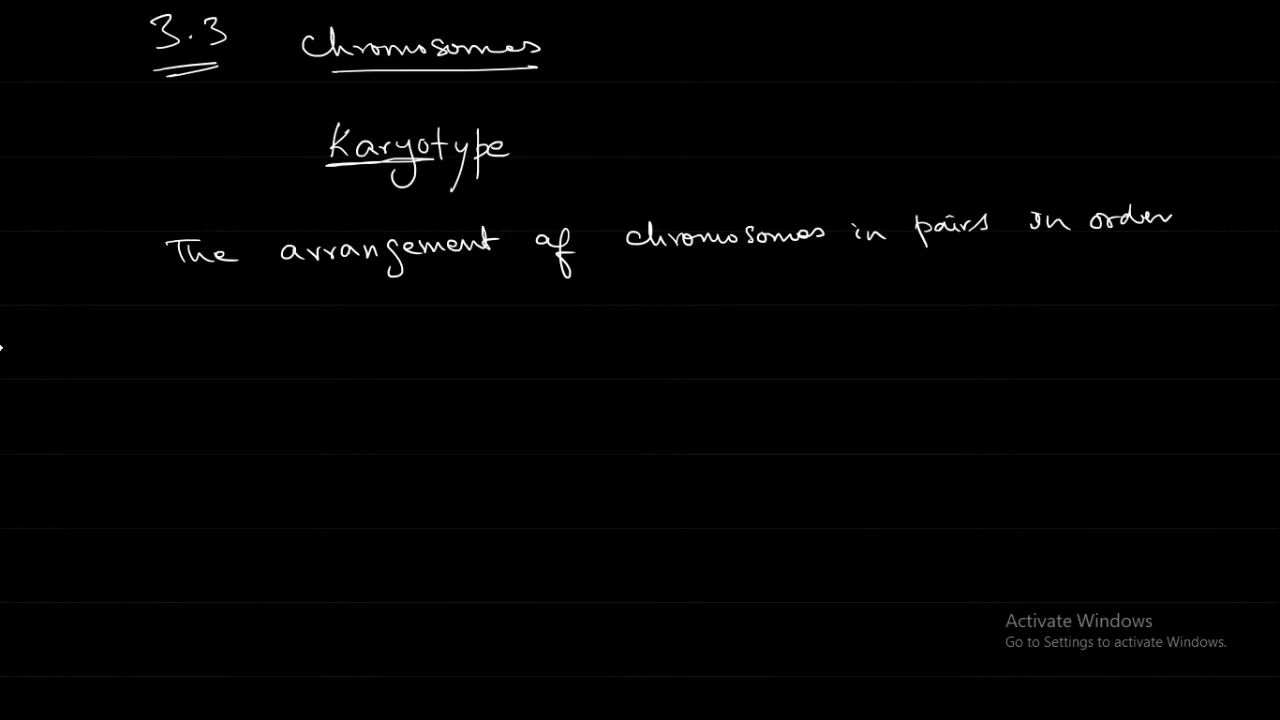 3.3 Chromosomes
Karyotype
The arrangement of chromosomes in pairs in order
Activate Windows
Go to Settings to activate Windows.